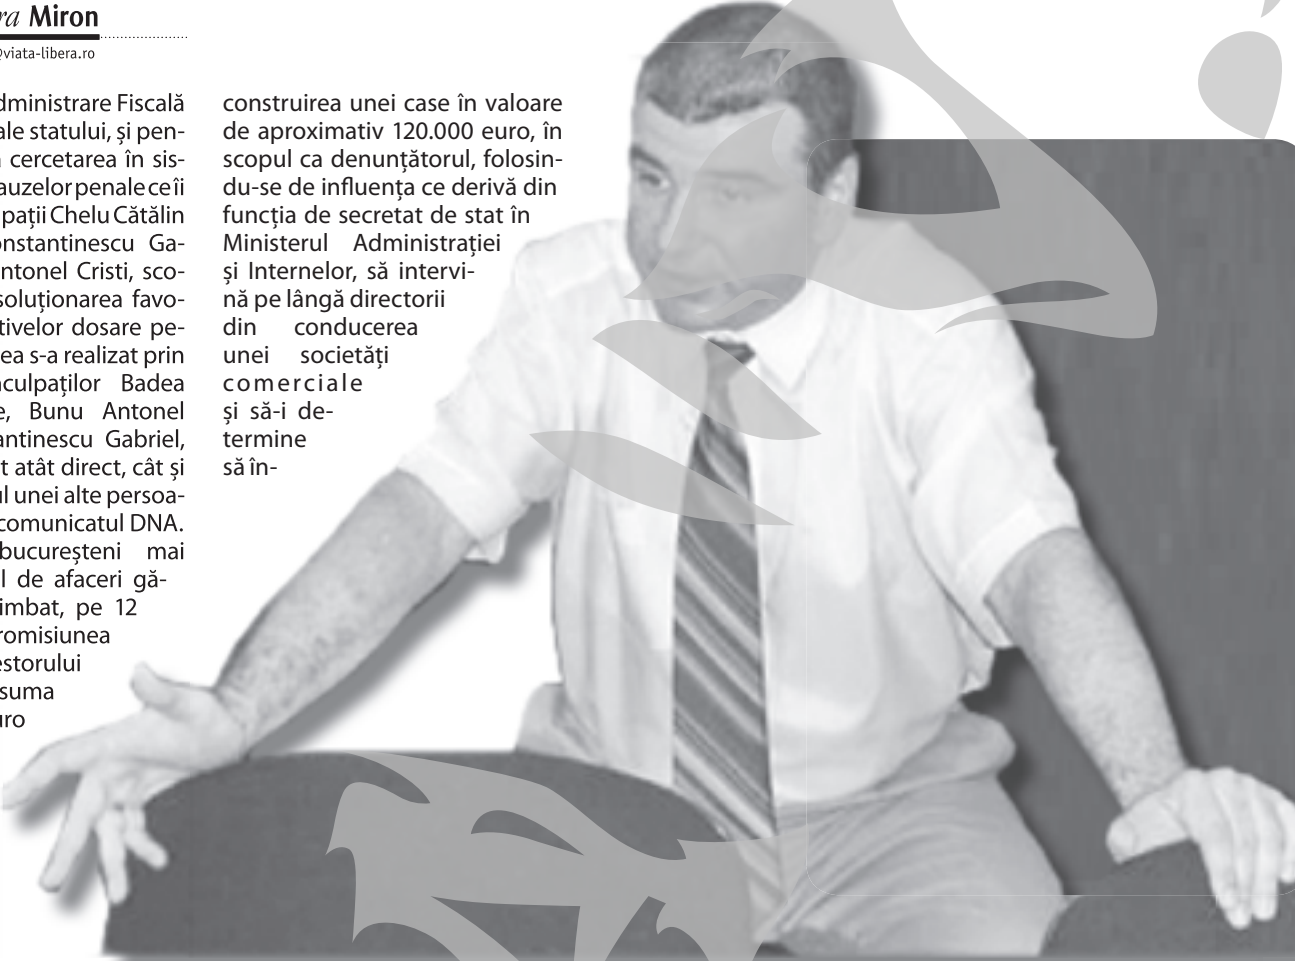 ra Miron
@viata-libera.ro
dministrare Fiscală
ale statului, și pen-
cercetarea în sis-
auzelor penale ce îi
pații Chelu Cătălin
onstantinescu Ga-
ntonel Cristi, sco-
soluționarea favo-
tivelor dosare pe-
ea s-a realizat prin
culpaților Badea
e, Bunu Antonel
antinescu Gabriel,
t atât direct, cât și
ul unei alte persoa-
comunicatul DNA.
bucureșteni mai
l de afaceri gă-
imbat, pe 12
romisiunea
estorului
suma
uro
construirea unei case în valoare
de aproximativ 120.000 euro, în
scopul ca denunțătorul, folosin-
du-se de influența ce derivă din
funcția de secretat de stat în
Ministerul Administrației
și Internelor, să intervi-
nă pe lângă directorii
din conducerea
unei societăți
comerciale
și să-i de-
termine
să în-